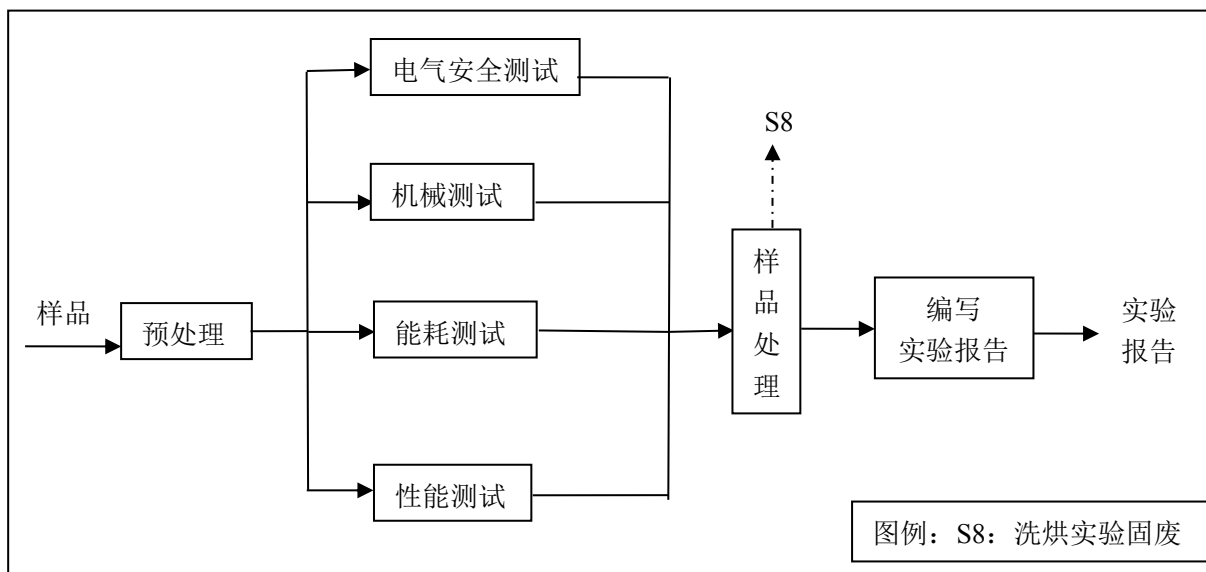 电气安全测试
S8
机械测试
样品处理
样品
预处理
能耗测试
编写
实验报告
实验
报告
性能测试
图例：S8：洗烘实验固废